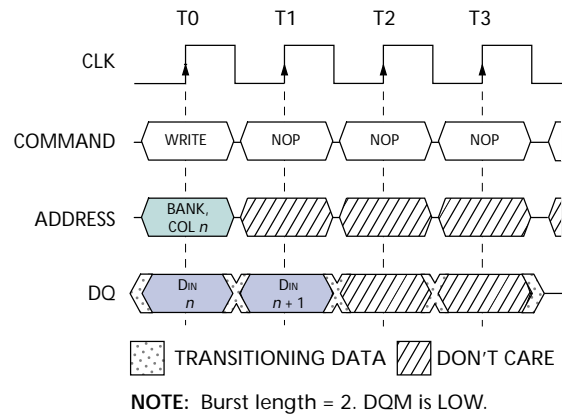 T0 T1 T2 T3
CLK
COMMAND WRITE NOP NOP NOP
ADDRESS BANK,
COL n
DQ DIN
n
DIN
n + 1
TRANSITIONING DATA DON'T CARE
NOTE: Burst length = 2. DQM is LOW.